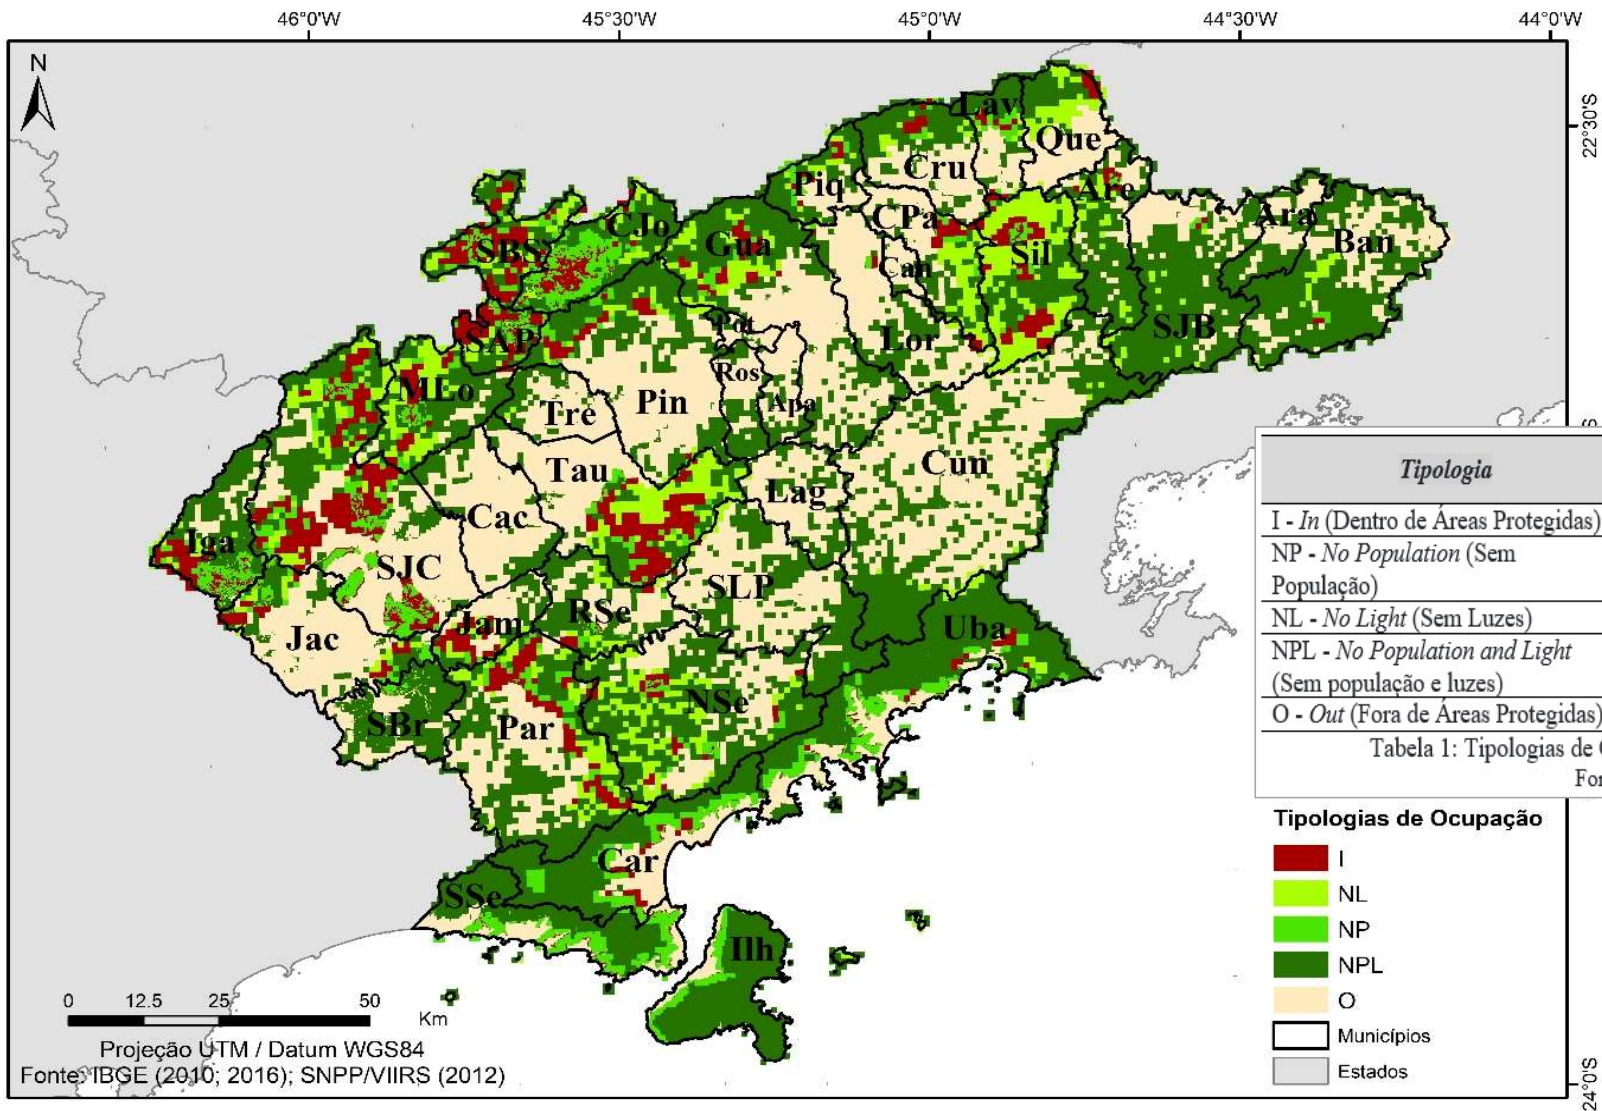 46°0'W 45°30'W 45°0'W 44°30'W 44°0'W
N
22°30'S
Lav
Que
Cru
Piq
Are
CPa
Ara
CJo
SBS
Gua
Sil
Ban
Can
Pot
SJB
SAP
Lor
Ros
MLo
Apa
Pin
Tre
Cun
Tau
Lag
Cac
Iga
SJC
SLP
RSe
Jam
Uba
Jac
NSe
SBr
Par
Car
SSe
Ilh
Tipologia
I - In (Dentro de Áreas Protegidas)
NP - No Population (Sem
População)
NL - No Light (Sem Luzes)
NPL - No Population and Light
(Sem população e luzes)
O - Out (Fora de Áreas Protegidas)
Tabela 1: Tipologias de
Tipologias de Ocupação
I
NL
NP
NPL
O
Municípios
Estados
0 12.5 25 50
Km
Projeção UTM / Datum WGS84
Fonte: IBGE (2010; 2016); SNPP/VIIRS (2012)
24°0'S